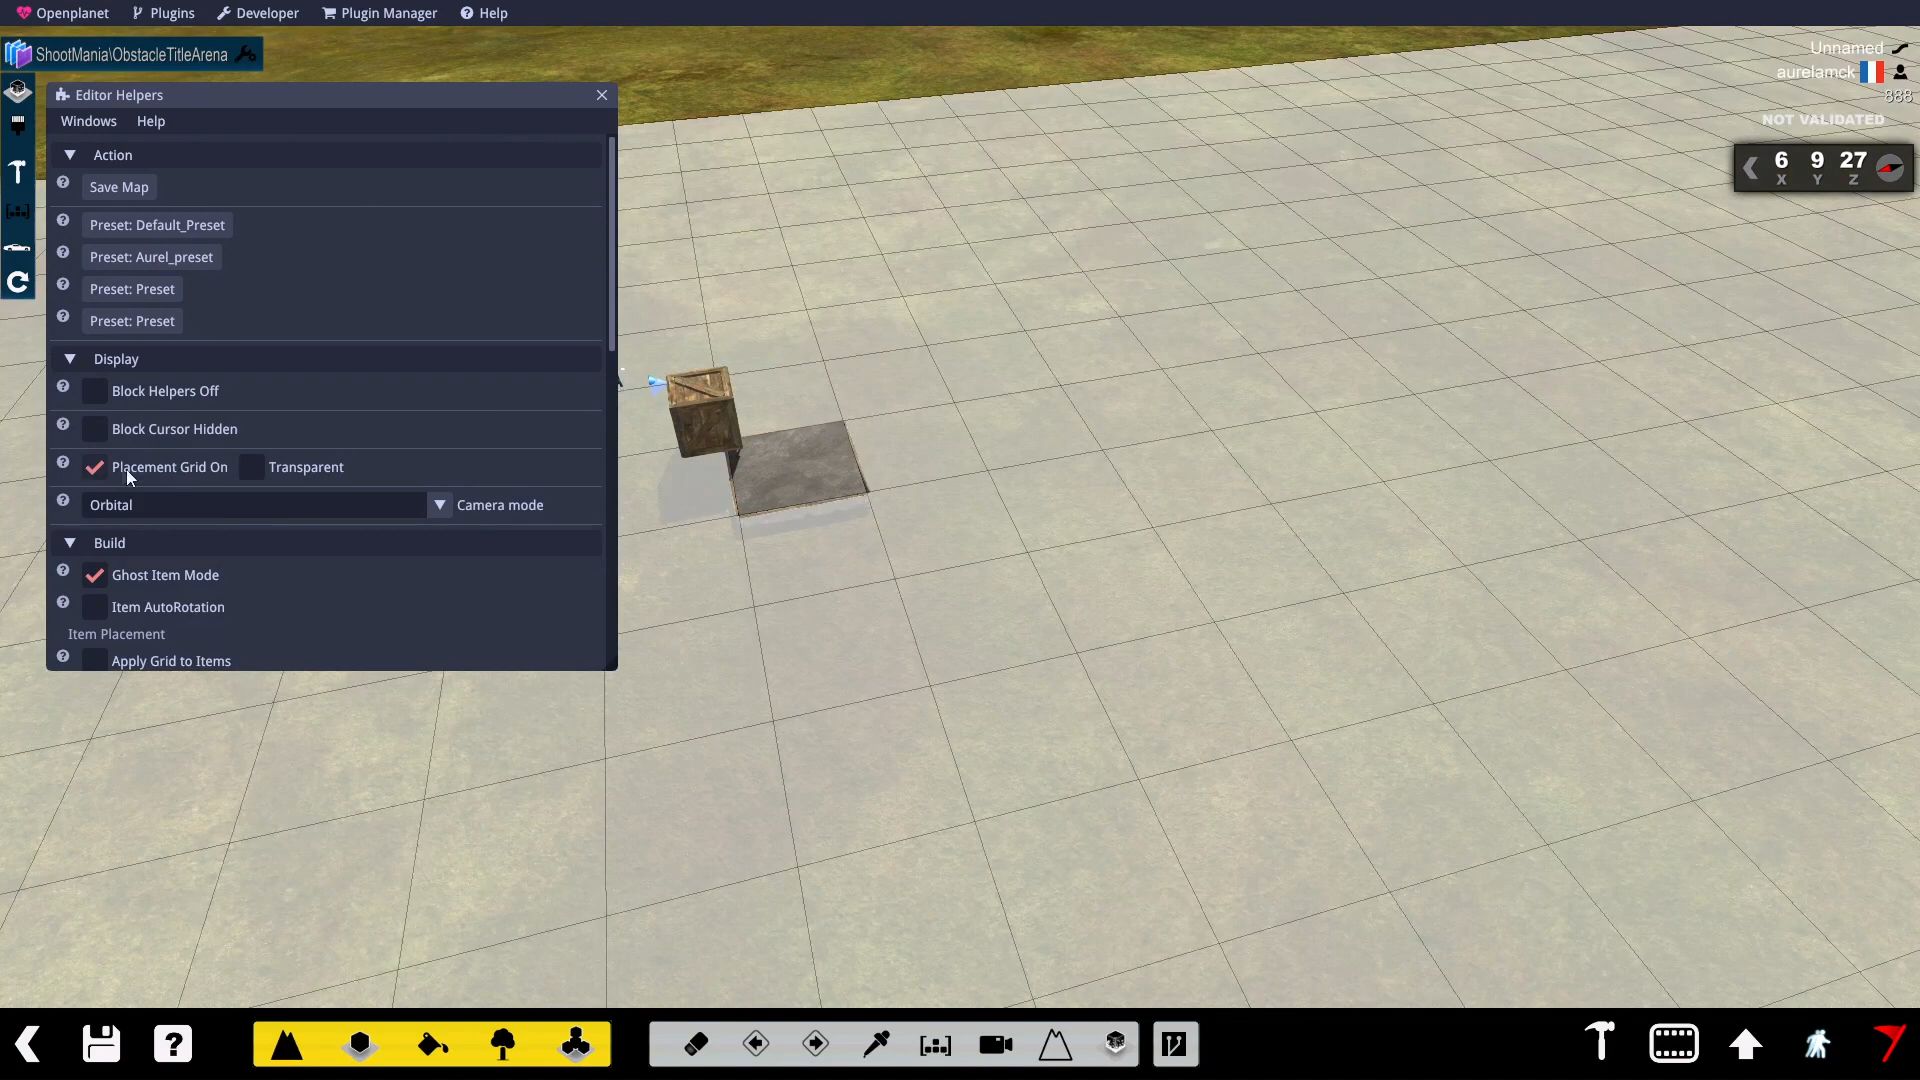 Openplanet Plugins Developer Plugin Manager Help
ShootMania\ObstacleTitleArena
Unnamed
aurelamck
888
NOT VALIDATED
6 9 27
X Y Z
Editor Helpers
Windows Help
Action
Save Map
Preset: Default_Preset
Preset: Aurel_preset
Preset: Preset
Preset: Preset
Display
Block Helpers Off
Block Cursor Hidden
Placement Grid On Transparent
Orbital Camera mode
Build
Ghost Item Mode
Item AutoRotation
Item Placement
Apply Grid to Items